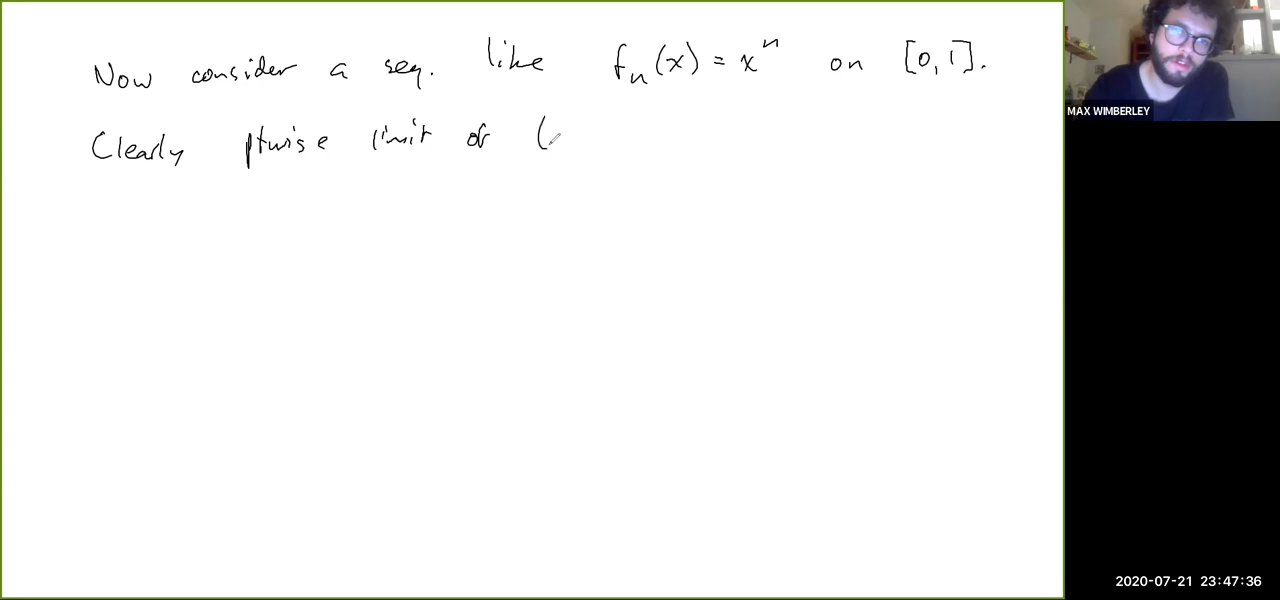 Now consider a seq. like fₙ(x) = xⁿ on [0,1].
Clearly ptwise limit of (
MAX WIMBERLEY
2020-07-21 23:47:36